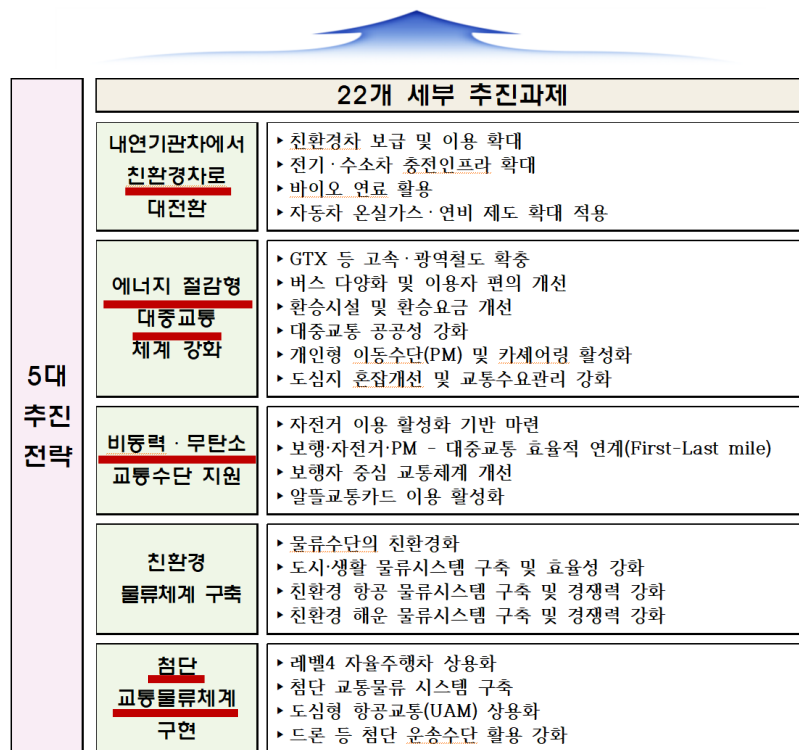 22개 세부 추진과제
5대
추진
전략
내연기관차에서
친환경차로
대전환
▸ 친환경차 보급 및 이용 확대
▸ 전기·수소차 충전인프라 확대
▸ 바이오 연료 활용
▸ 자동차 온실가스·연비 제도 확대 적용
에너지 절감형
대중교통
체계 강화
▸ GTX 등 고속·광역철도 확충
▸ 버스 다양화 및 이용자 편의 개선
▸ 환승시설 및 환승요금 개선
▸ 대중교통 공공성 강화
▸ 개인형 이동수단(PM) 및 카셰어링 활성화
▸ 도심지 혼잡개선 및 교통수요관리 강화
비동력·무탄소
교통수단 지원
▸ 자전거 이용 활성화 기반 마련
▸ 보행·자전거·PM - 대중교통 효율적 연계(First-Last mile)
▸ 보행자 중심 교통체계 개선
▸ 알뜰교통카드 이용 활성화
친환경
물류체계 구축
▸ 물류수단의 친환경화
▸ 도시·생활 물류시스템 구축 및 효율성 강화
▸ 친환경 항공 물류시스템 구축 및 경쟁력 강화
▸ 친환경 해운 물류시스템 구축 및 경쟁력 강화
첨단
교통물류체계
구현
▸ 레벨4 자율주행차 상용화
▸ 첨단 교통물류 시스템 구축
▸ 도심형 항공교통(UAM) 상용화
▸ 드론 등 첨단 운송수단 활용 강화